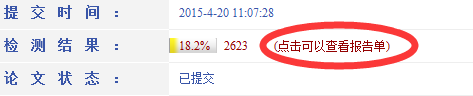 提 交 时 间 ： 2015-4-20 11:07:28
检 测 结 果 ： 18.2% 2623 (点击可以查看报告单)
论 文 状 态 ： 已提交